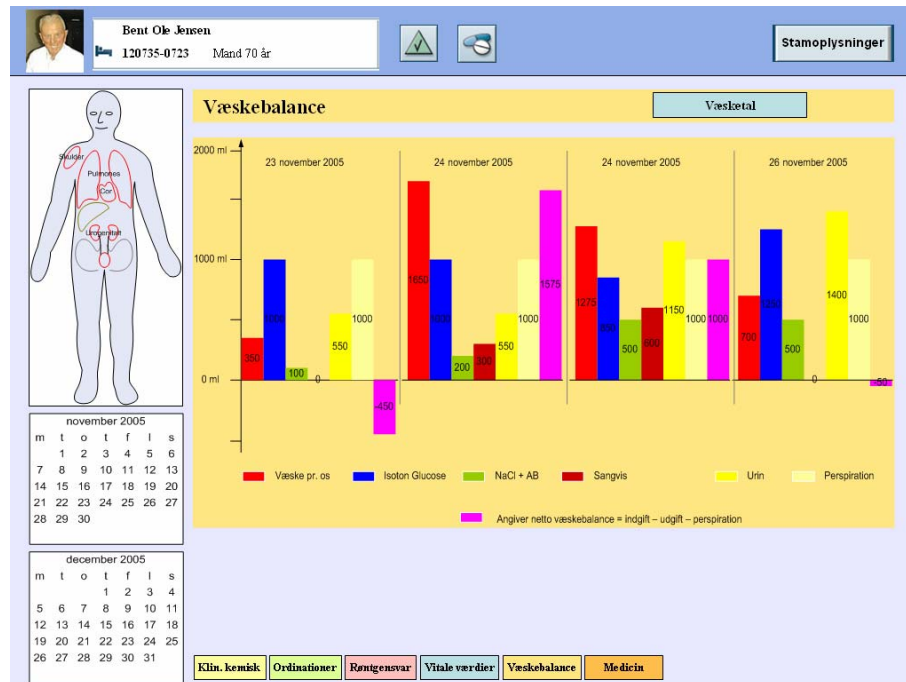 Bent Ole Jensen
120735-0723 Mand 70 år
Stamoplysninger
Skulder
Pulmones
Cor
Urogenitalt
november 2005
m t o t f l s
1 2 3 4 5 6
7 8 9 10 11 12 13
14 15 16 17 18 19 20
21 22 23 24 25 26 27
28 29 30
december 2005
m t o t f l s
1 2 3 4
5 6 7 8 9 10 11
12 13 14 15 16 17 18
19 20 21 22 23 24 25
26 27 28 29 30 31
Væskebalance
Væsketal
2000 ml
1000 ml
0 ml
23 november 2005
350
1000
100
0
550
1000
-450
24 november 2005
1650
1000
200
300
550
1000
1575
24 november 2005
1275
850
500
600
1150
1000
1000
26 november 2005
700
1250
500
0
1400
1000
-50
Væske pr. os
Isoton Glucose
NaCl + AB
Sangvis
Urin
Perspiration
Angiver netto væskebalance = indgift – udgift – perspiration
Klin. kemisk
Ordinationer
Røntgensvar
Vitale værdier
Væskebalance
Medicin